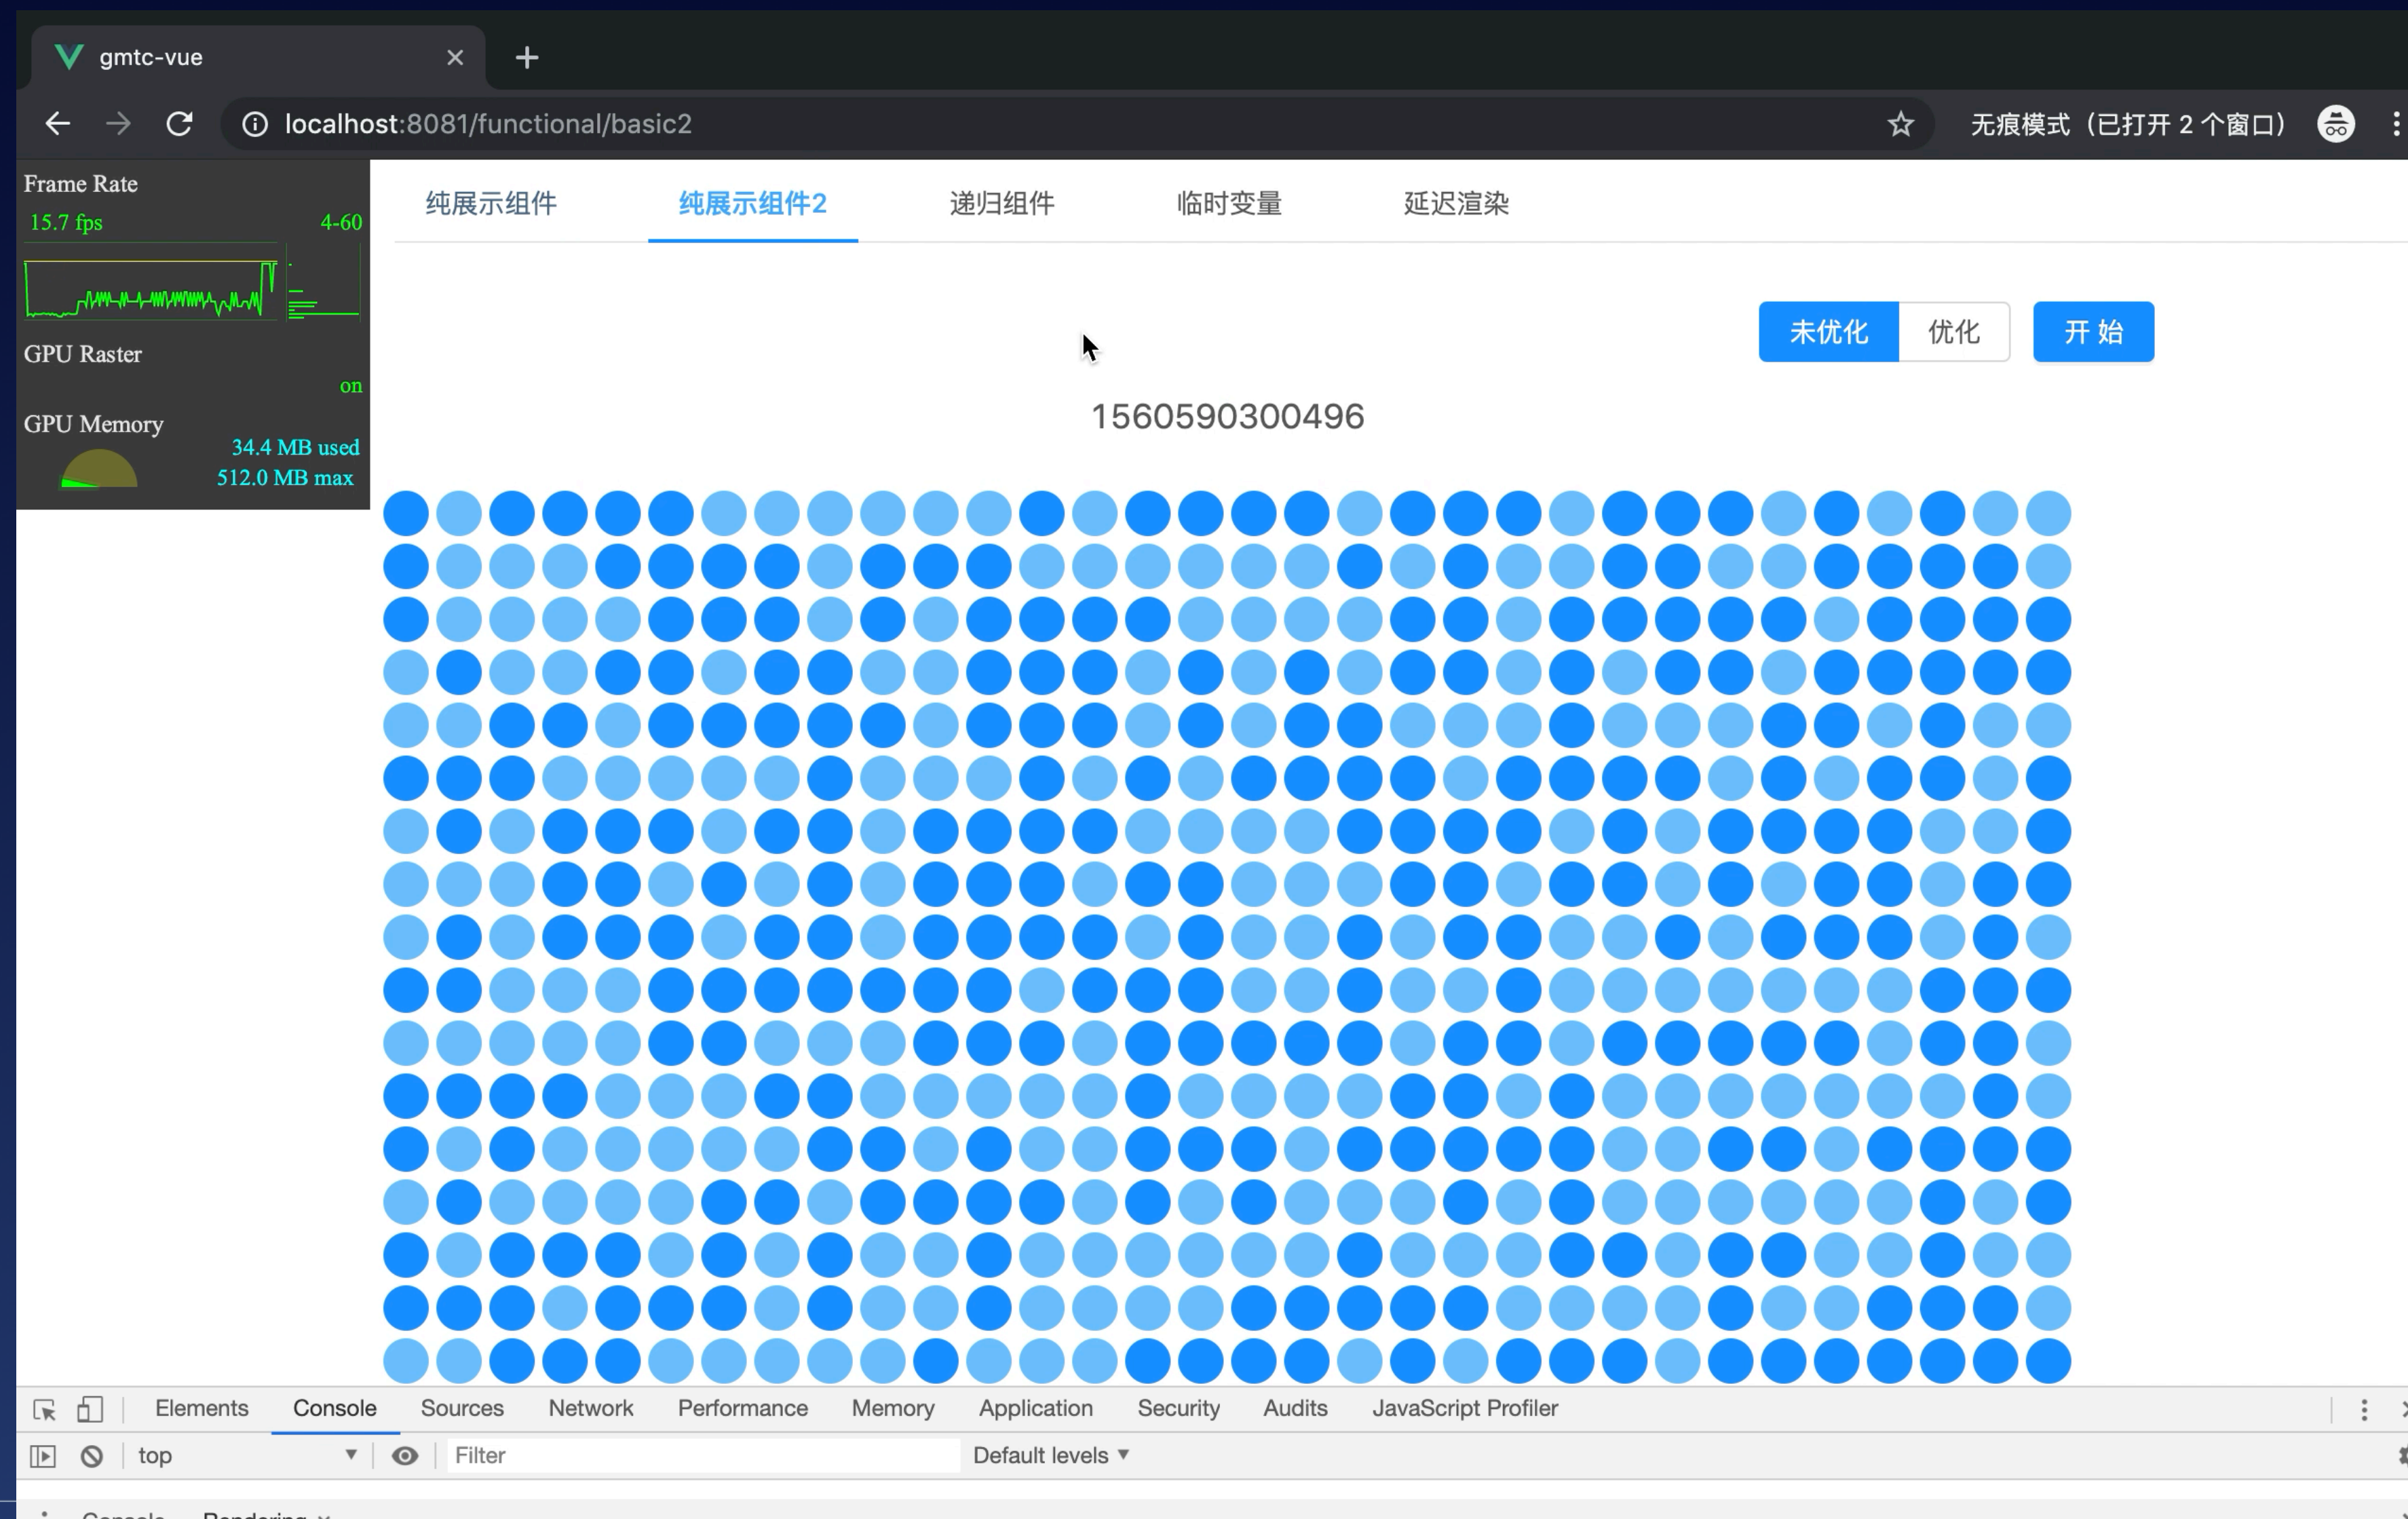 gmtc-vue
localhost:8081/functional/basic2
无痕模式（已打开 2 个窗口）
Frame Rate
15.7 fps 4-60
GPU Raster
on
GPU Memory
34.4 MB used
512.0 MB max
纯展示组件 纯展示组件2 递归组件 临时变量 延迟渲染
未优化 优化 开 始
1560590300496
Elements Console Sources Network Performance Memory Application Security Audits JavaScript Profiler
top Filter Default levels
Console Rendering